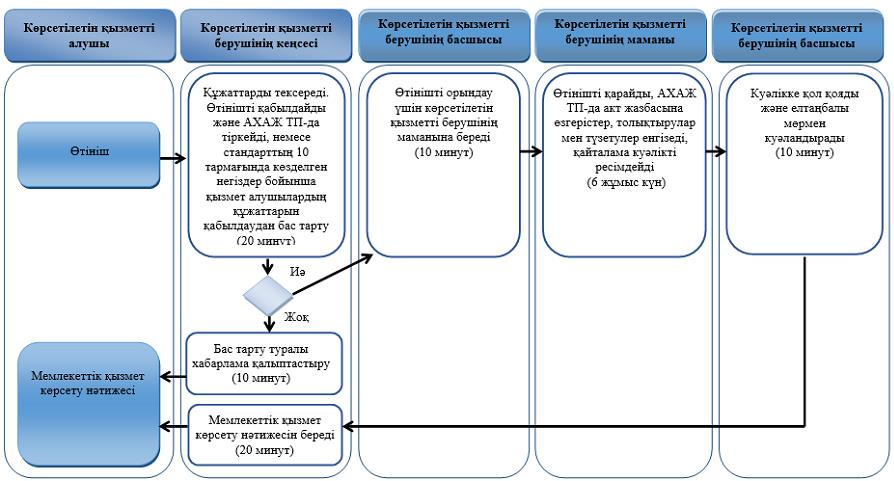 Көрсетілетін қызметті
алушы
Көрсетілетін қызметті
берушінің кеңсесі
Көрсетілетін қызметті
берушінің басшысы
Көрсетілетін қызметті
берушінің маманы
Көрсетілетін қызметті
берушінің басшысы
Өтініш
Құжаттарды тексереді.
Өтінішті қабылдайды
және АХАЖ ТП-да
тіркейді, немесе
стандарттың 10
тармағында көзделген
негіздер бойынша
қызмет алушылардың
құжаттарын
қабылдаудан бас тарту
(20 минут)
Өтінішті орындау
үшін көрсетілетін
қызметті берушінің
маманына береді
(10 минут)
Өтінішті қарайды, АХАЖ
ТП-да акт жазбасына
өзгерістер, толықтырулар
мен түзетулер енгізеді,
қайталама куәлікті
ресімдейді
(6 жұмыс күн)
Куәлікке қол қояды
және елтаңбалы
мөрмен
куәландырады
(10 минут)
Иә
Жоқ
Бас тарту туралы
хабарлама қалыптастыру
(10 минут)
Мемлекеттік қызмет
көрсету нәтижесі
Мемлекеттік қызмет
көрсету нәтижесін береді
(20 минут)